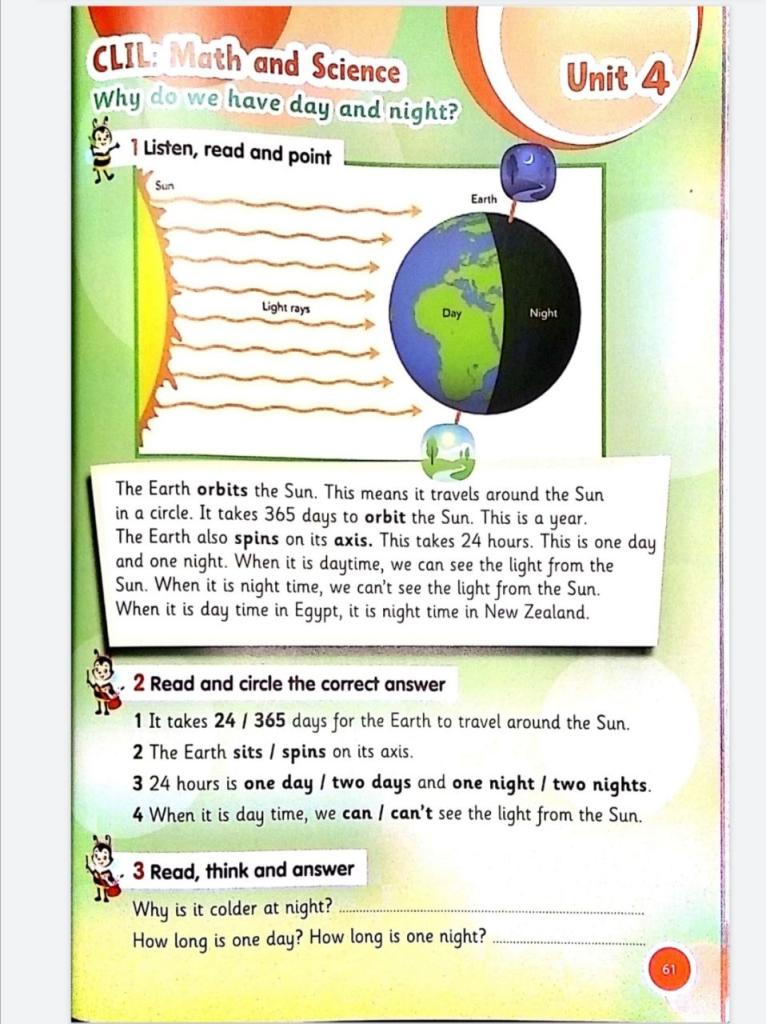 CLIL: Math and Science
Unit 4
Why do we have day and night?
1 Listen, read and point
Sun
Earth
Light rays
Day
Night
The Earth orbits the Sun. This means it travels around the Sun
in a circle. It takes 365 days to orbit the Sun. This is a year.
The Earth also spins on its axis. This takes 24 hours. This is one day
and one night. When it is daytime, we can see the light from the
Sun. When it is night time, we can't see the light from the Sun.
When it is day time in Egypt, it is night time in New Zealand.
2 Read and circle the correct answer
1 It takes 24 / 365 days for the Earth to travel around the Sun.
2 The Earth sits / spins on its axis.
3 24 hours is one day / two days and one night / two nights.
4 When it is day time, we can / can't see the light from the Sun.
3 Read, think and answer
Why is it colder at night?
How long is one day? How long is one night?
61